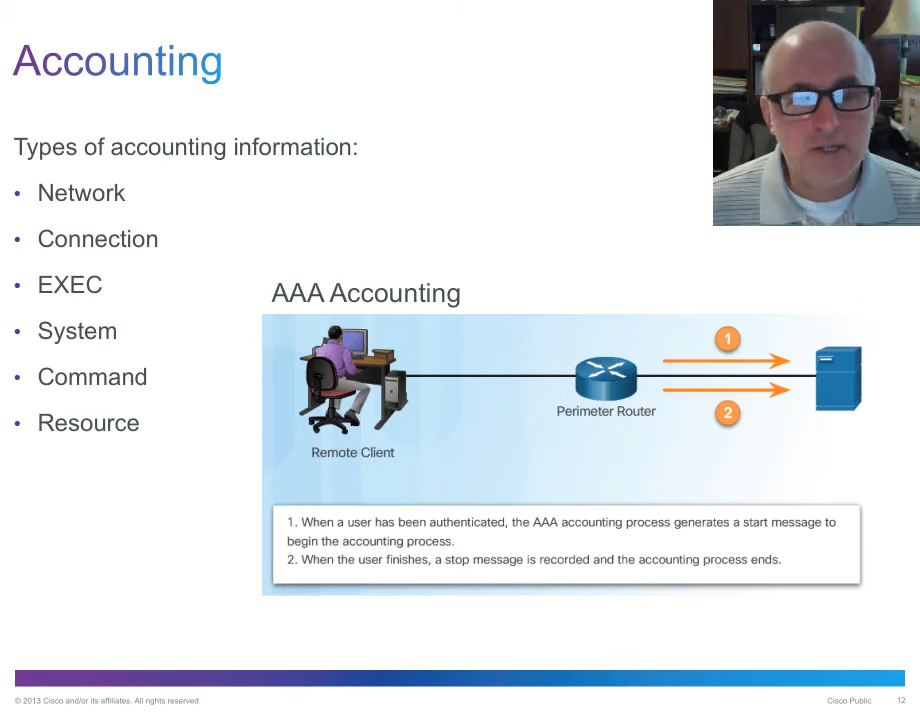 Accounting
Types of accounting information:
• Network
• Connection
• EXEC
• System
• Command
• Resource
AAA Accounting
1
2
Perimeter Router
Remote Client
1. When a user has been authenticated, the AAA accounting process generates a start message to
begin the accounting process.
2. When the user finishes, a stop message is recorded and the accounting process ends.
© 2013 Cisco and/or its affiliates. All rights reserved.
Cisco Public
12